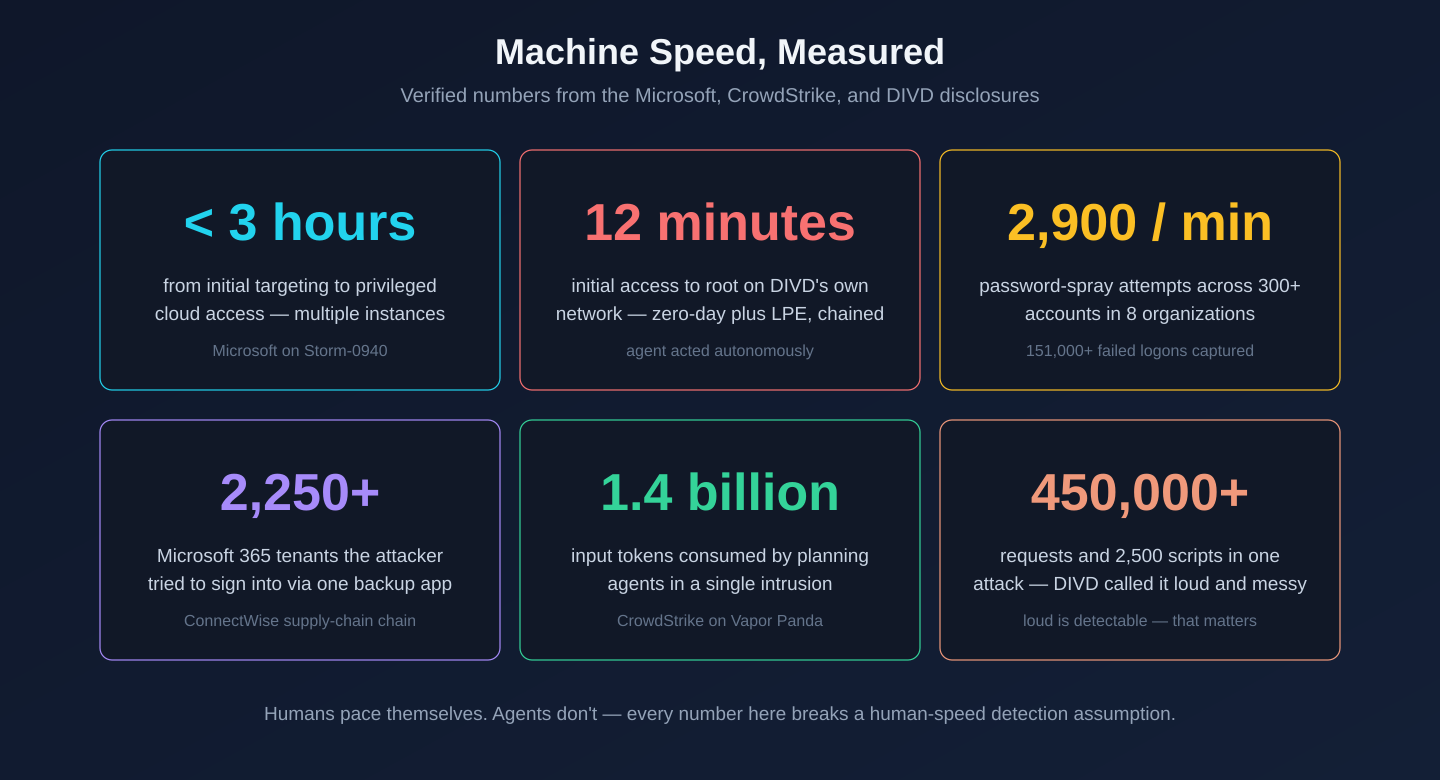 Machine Speed, Measured
Verified numbers from the Microsoft, CrowdStrike, and DIVD disclosures
< 3 hours
from initial targeting to privileged
cloud access — multiple instances
Microsoft on Storm-0940
12 minutes
initial access to root on DIVD's own
network — zero-day plus LPE, chained
agent acted autonomously
2,900 / min
password-spray attempts across 300+
accounts in 8 organizations
151,000+ failed logons captured
2,250+
Microsoft 365 tenants the attacker
tried to sign into via one backup app
ConnectWise supply-chain chain
1.4 billion
input tokens consumed by planning
agents in a single intrusion
CrowdStrike on Vapor Panda
450,000+
requests and 2,500 scripts in one
attack — DIVD called it loud and messy
loud is detectable — that matters
Humans pace themselves. Agents don't — every number here breaks a human-speed detection assumption.